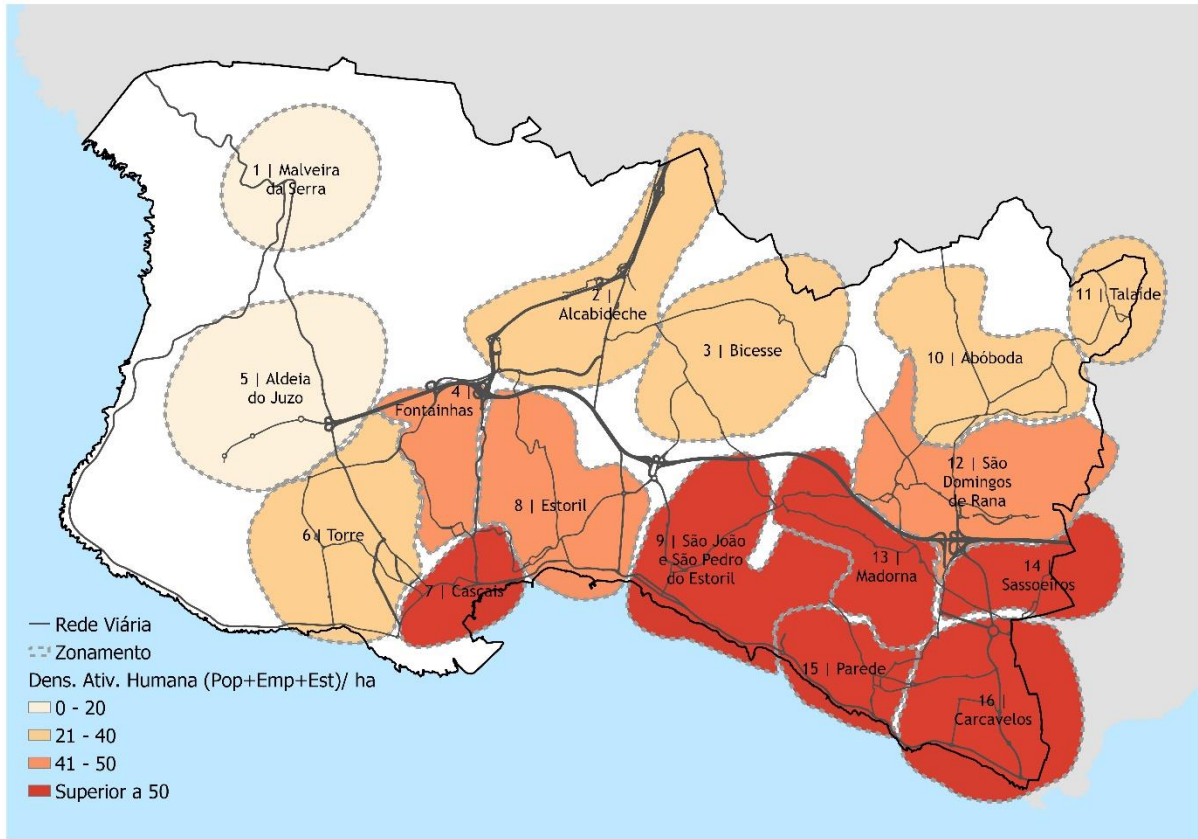 1 | Malveira
da Serra
2 |
Alcabideche
3 | Bicesse
11 | Talaíde
10 | Abóboda
5 | Aldeia
do Juzo
4 |
Fontainhas
12 | São
Domingos
de Rana
8 | Estoril
6 | Torre
9 | São João
e São Pedro
do Estoril
13 |
Madorna
14 |
Sassoeiros
7 | Cascais
15 | Parede
16 |
Carcavelos
Rede Viária
Zonamento
Dens. Ativ. Humana (Pop+Emp+Est)/ ha
0 - 20
21 - 40
41 - 50
Superior a 50